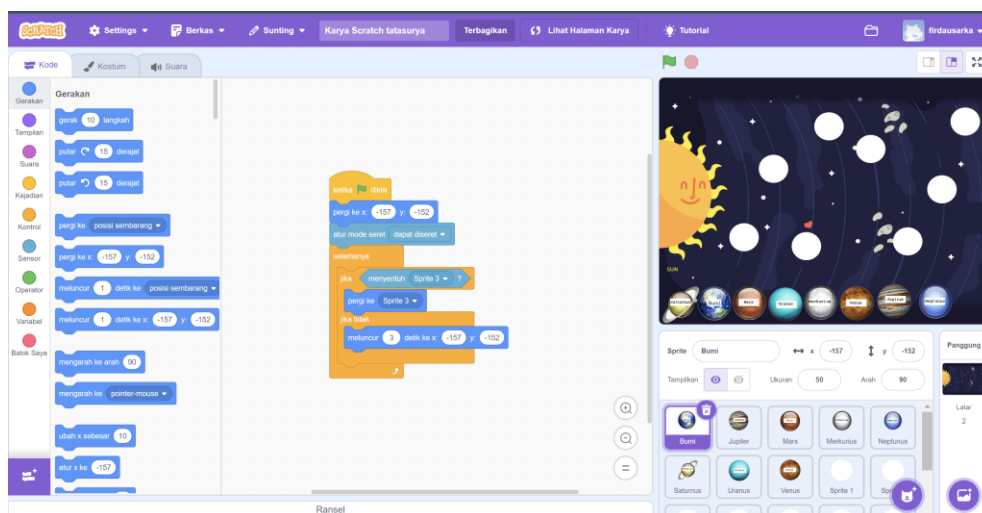 SCRATCH Settings Berkas Sunting Karya Scratch tatasurya Terbagikan Lihat Halaman Karya Tutorial firdausarka
Kode Kostum Suara
Gerakan
Tampilan
Suara
Kejadian
Kontrol
Sensor
Operator
Variabel
Balok Saya
Gerakan
gerak 10 langkah
putar 15 derajat
putar 15 derajat
pergi ke posisi sembarang
pergi ke x: -157 y: -152
meluncur 1 detik ke posisi sembarang
meluncur 1 detik ke x: -157 y: -152
mengarah ke arah 90
mengarah ke pointer-mouse
ubah x sebesar 10
atur x ke -157
ketika diklik
pergi ke x: -157 y: -152
atur mode seret dapat diseret
selamanya
jika menyentuh Sprite 3 ?
pergi ke Sprite 3
jika tidak
meluncur 3 detik ke x: -157 y: -152
Ransel
SUN
Saturnus Bumi Mars Uranus Merkurius Venus Jupiter Neptunus
Sprite Bumi x -157 y -152
Tampilkan Ukuran 50 Arah 90
Bumi Jupiter Mars Merkurius Neptunus
Saturnus Uranus Venus Sprite 1
Panggung
Latar
2